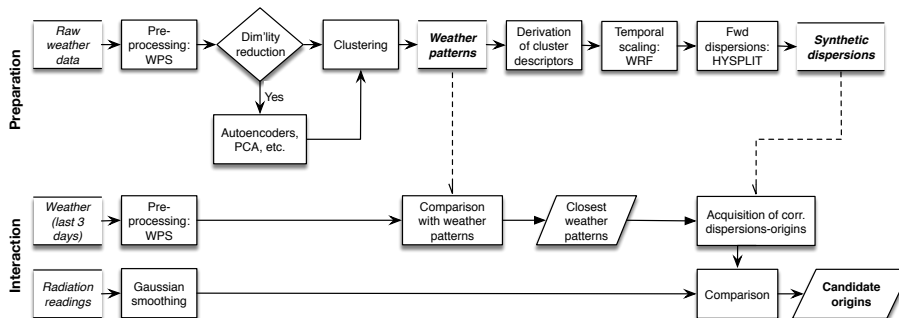 Preparation
Raw
weather
data
Pre-
processing:
WPS
Dim'lity
reduction
Yes
Autoencoders,
PCA, etc.
Clustering
Weather
patterns
Derivation
of cluster
descriptors
Temporal
scaling:
WRF
Fwd
dispersions:
HYSPLIT
Synthetic
dispersions
Interaction
Weather
(last 3
days)
Pre-
processing:
WPS
Comparison
with weather
patterns
Closest
weather
patterns
Acquisition of corr.
dispersions-origins
Radiation
readings
Gaussian
smoothing
Comparison
Candidate
origins